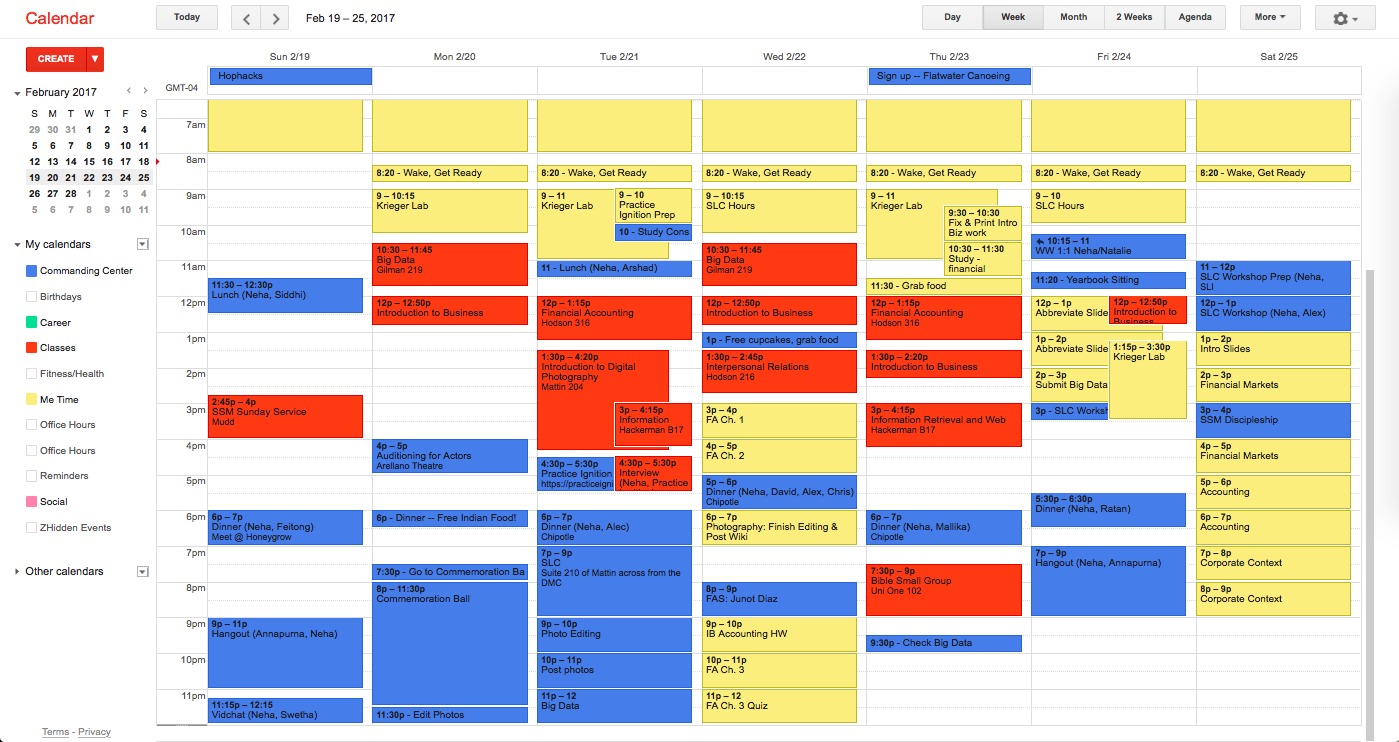 Calendar
Today
Feb 19 – 25, 2017
Day
Week
Month
2 Weeks
Agenda
More
CREATE
February 2017
S M T W T F S
29 30 31 1 2 3 4
5 6 7 8 9 10 11
12 13 14 15 16 17 18
19 20 21 22 23 24 25
26 27 28 1 2 3 4
5 6 7 8 9 10 11
My calendars
Commanding Center
Birthdays
Career
Classes
Fitness/Health
Me Time
Office Hours
Office Hours
Reminders
Social
ZHidden Events
Other calendars
Terms - Privacy
GMT-04
7am
8am
9am
10am
11am
12pm
1pm
2pm
3pm
4pm
5pm
6pm
7pm
8pm
9pm
10pm
11pm
Sun 2/19
Hophacks
11:30 – 12:30p
Lunch (Neha, Siddhi)
2:45p – 4p
SSM Sunday Service
Mudd
6p – 7p
Dinner (Neha, Feitong)
Meet @ Honeygrow
9p – 11p
Hangout (Annapurna, Neha)
11:15p – 12:15
Vidchat (Neha, Swetha)
Mon 2/20
8:20 - Wake, Get Ready
9 – 10:15
Krieger Lab
10:30 – 11:45
Big Data
Gilman 219
12p – 12:50p
Introduction to Business
4p – 5p
Auditioning for Actors
Arellano Theatre
6p - Dinner -- Free Indian Food!
7:30p - Go to Commemoration Ba
8p – 11:30p
Commemoration Ball
11:30p - Edit Photos
Tue 2/21
8:20 - Wake, Get Ready
9 – 11
Krieger Lab
9 – 10
Practice
Ignition Prep
10 - Study Cons
11 - Lunch (Neha, Arshad)
12p – 1:15p
Financial Accounting
Hodson 316
1:30p – 4:20p
Introduction to Digital
Photography
Mattin 204
3p – 4:15p
Information
Hackerman B17
4:30p – 5:30p
Practice Ignition
https://practiceigni
4:30p – 5:30p
Interview
(Neha, Practice
6p – 7p
Dinner (Neha, Alec)
Chipotle
7p – 9p
SLC
Suite 210 of Mattin across from the
DMC
9p – 10p
Photo Editing
10p – 11p
Post photos
11p – 12
Big Data
Wed 2/22
8:20 - Wake, Get Ready
9 – 10:15
SLC Hours
10:30 – 11:45
Big Data
Gilman 219
12p – 12:50p
Introduction to Business
1p - Free cupcakes, grab food
1:30p – 2:45p
Interpersonal Relations
Hodson 216
3p – 4p
FA Ch. 1
4p – 5p
FA Ch. 2
5p – 6p
Dinner (Neha, David, Alex, Chris)
Chipotle
6p – 7p
Photography: Finish Editing &
Post Wiki
8p – 9p
FAS: Junot Diaz
9p – 10p
IB Accounting HW
10p – 11p
FA Ch. 3
11p – 12
FA Ch. 3 Quiz
Thu 2/23
Sign up -- Flatwater Canoeing
8:20 - Wake, Get Ready
9 – 11
Krieger Lab
9:30 – 10:30
Fix & Print Intro
Biz work
10:30 – 11:30
Study -
financial
11:30 - Grab food
12p – 1:15p
Financial Accounting
Hodson 316
1:30p – 2:20p
Introduction to Business
3p – 4:15p
Information Retrieval and Web
Hackerman B17
6p – 7p
Dinner (Neha, Mallika)
Chipotle
7:30p – 9p
Bible Small Group
Uni One 102
9:30p - Check Big Data
Fri 2/24
8:20 - Wake, Get Ready
9 – 10
SLC Hours
10:15 – 11
WW 1:1 Neha/Natalie
11:20 - Yearbook Sitting
12p – 1p
Abbreviate Slide
12p – 12:50p
Introduction to
Business
1p – 2p
Abbreviate Slide
1:15p – 3:30p
Krieger Lab
2p – 3p
Submit Big Data
3p - SLC Works
5:30p – 6:30p
Dinner (Neha, Ratan)
7p – 9p
Hangout (Neha, Annapurna)
Sat 2/25
8:20 - Wake, Get Ready
11 – 12p
SLC Workshop Prep (Neha,
SLI
12p – 1p
SLC Workshop (Neha, Alex)
1p – 2p
Intro Slides
2p – 3p
Financial Markets
3p – 4p
SSM Discipleship
4p – 5p
Financial Markets
5p – 6p
Accounting
6p – 7p
Accounting
7p – 8p
Corporate Context
8p – 9p
Corporate Context